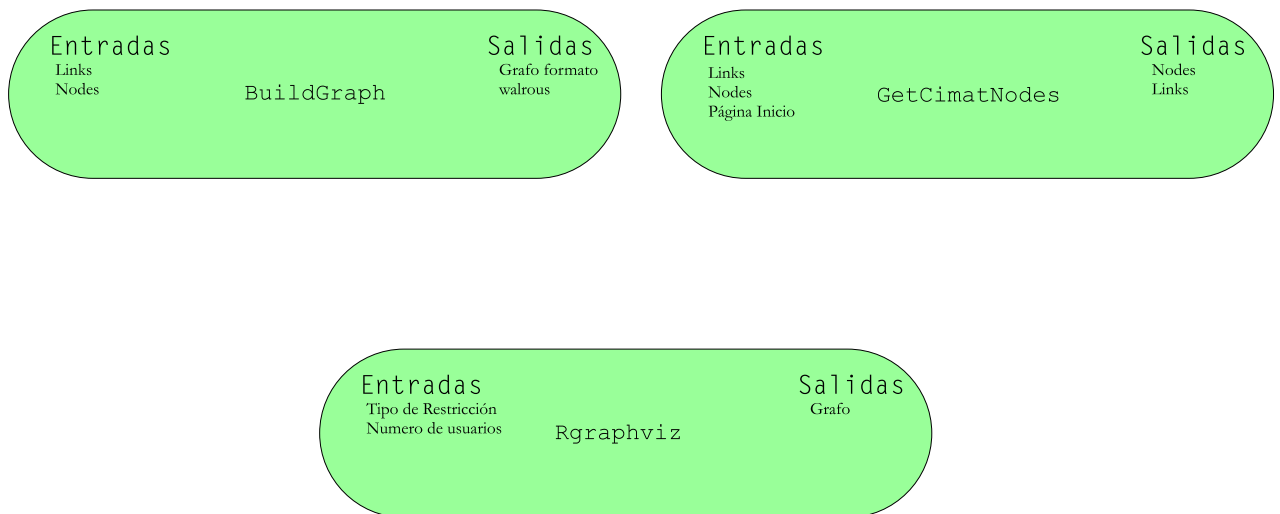 Entradas
Links
Nodes
BuildGraph
Salidas
Grafo formato
walrous
Entradas
Links
Nodes
Página Inicio
GetCimatNodes
Salidas
Nodes
Links
Entradas
Tipo de Restricción
Numero de usuarios
Rgraphviz
Salidas
Grafo